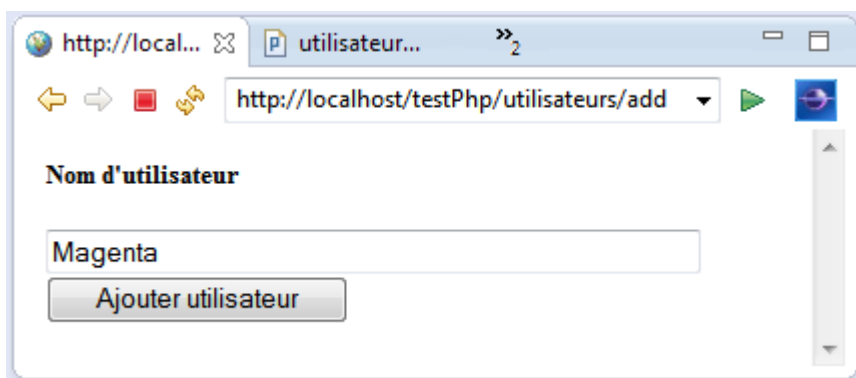 http://local... utilisateur... »2
http://localhost/testPhp/utilisateurs/add
Nom d'utilisateur
Magenta
Ajouter utilisateur